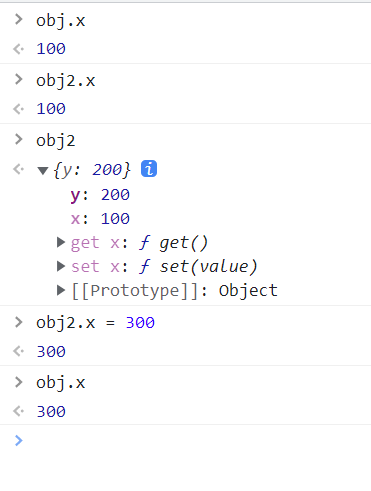 obj.x
100
obj2.x
100
obj2
{y: 200} i
y: 200
x: 100
get x: ƒ get()
set x: ƒ set(value)
[[Prototype]]: Object
obj2.x = 300
300
obj.x
300